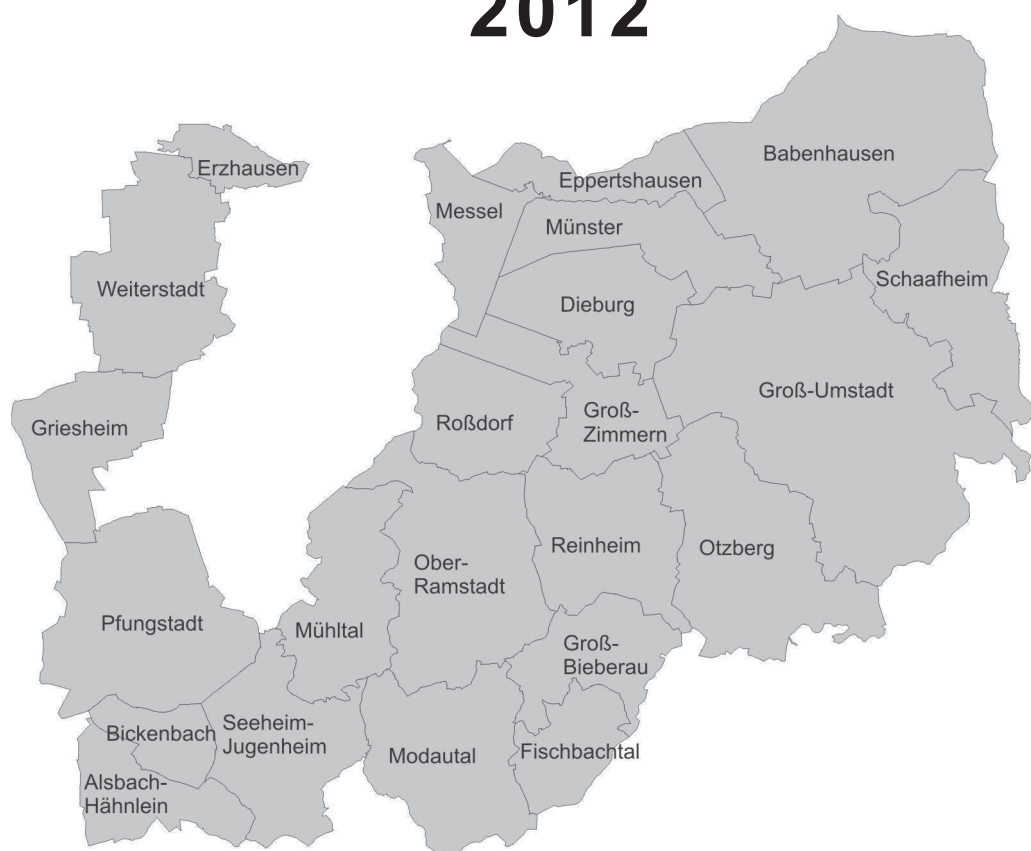 2012
Babenhausen
Erzhausen
Eppertshausen
Messel
Münster
Schaafheim
Weiterstadt
Dieburg
Groß-Umstadt
Griesheim
Roßdorf
Groß-
Zimmern
Reinheim
Otzberg
Ober-
Ramstadt
Pfungstadt
Mühltal
Groß-
Bieberau
Seeheim-
Jugenheim
Bickenbach
Modautal
Fischbachtal
Alsbach-
Hähnlein